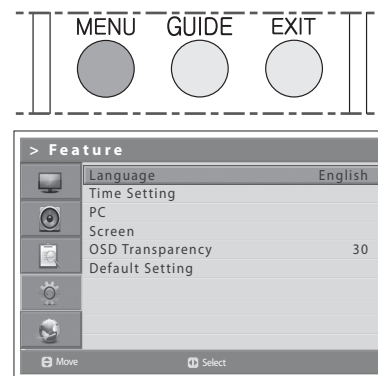 MENU GUIDE EXIT
> Feature
Language English
Time Setting
PC
Screen
OSD Transparency 30
Default Setting
Move Select